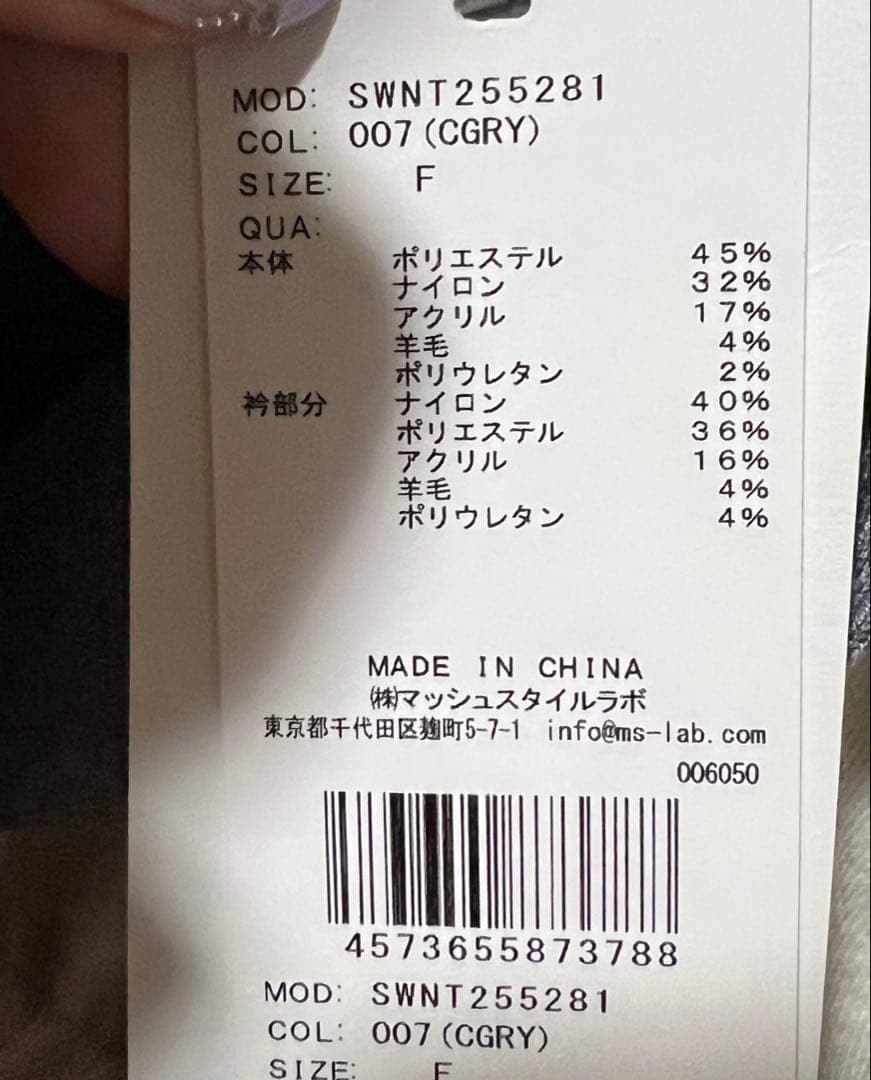 MOD: SWNT255281
COL: 007(CGRY)
SIZE: F
QUA:
本体 ポリエステル 45%
ナイロン 32%
アクリル 17%
羊毛 4%
ポリウレタン 2%
衿部分 ナイロン 40%
ポリエステル 36%
アクリル 16%
羊毛 4%
ポリウレタン 4%
MADE IN CHINA
㈱マッシュスタイルラボ
東京都千代田区麹町5-7-1 info@ms-lab.com
006050
4573655873788
MOD: SWNT255281
COL: 007(CGRY)
SIZE: F